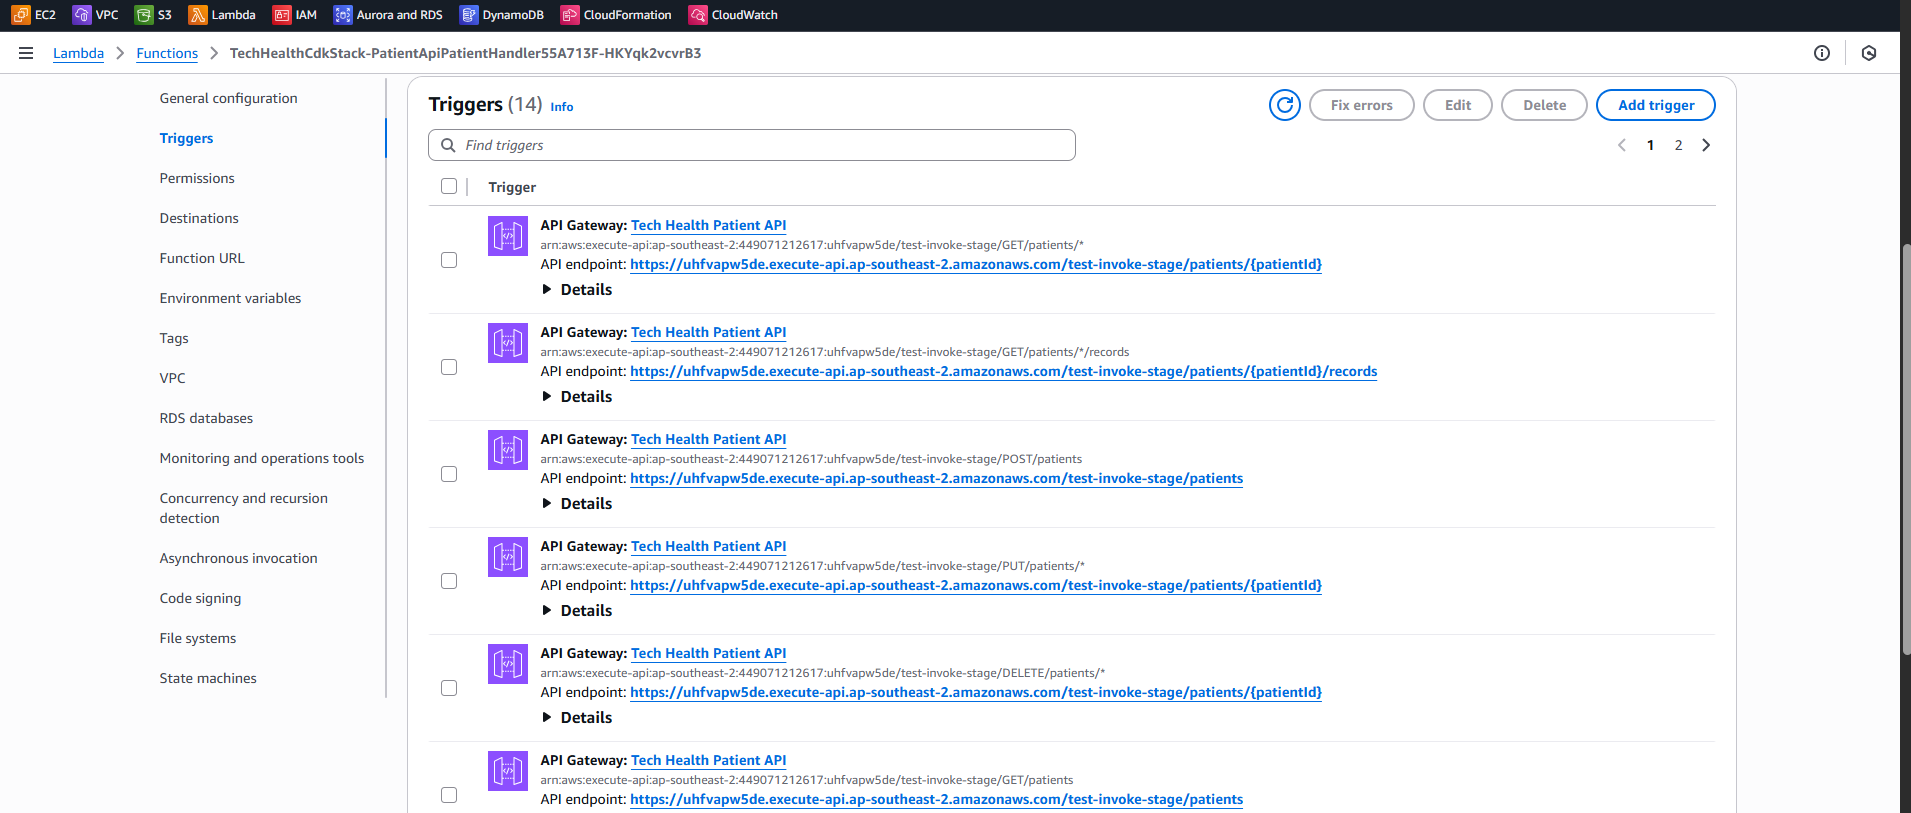 EC2 VPC S3 Lambda IAM Aurora and RDS DynamoDB CloudFormation CloudWatch
Lambda Functions TechHealthCdkStack-PatientApiPatientHandler55A713F-HKYqk2vcvrB3
General configuration
Triggers
Permissions
Destinations
Function URL
Environment variables
Tags
VPC
RDS databases
Monitoring and operations tools
Concurrency and recursion
detection
Asynchronous invocation
Code signing
File systems
State machines
Triggers (14) Info
Fix errors Edit Delete Add trigger
Find triggers
1 2
Trigger
API Gateway: Tech Health Patient API
arn:aws:execute-api:ap-southeast-2:449071212617:uhfvapw5de/test-invoke-stage/GET/patients/*
API endpoint: https://uhfvapw5de.execute-api.ap-southeast-2.amazonaws.com/test-invoke-stage/patients/{patientId}
Details
API Gateway: Tech Health Patient API
arn:aws:execute-api:ap-southeast-2:449071212617:uhfvapw5de/test-invoke-stage/GET/patients/*/records
API endpoint: https://uhfvapw5de.execute-api.ap-southeast-2.amazonaws.com/test-invoke-stage/patients/{patientId}/records
Details
API Gateway: Tech Health Patient API
arn:aws:execute-api:ap-southeast-2:449071212617:uhfvapw5de/test-invoke-stage/POST/patients
API endpoint: https://uhfvapw5de.execute-api.ap-southeast-2.amazonaws.com/test-invoke-stage/patients
Details
API Gateway: Tech Health Patient API
arn:aws:execute-api:ap-southeast-2:449071212617:uhfvapw5de/test-invoke-stage/PUT/patients/*
API endpoint: https://uhfvapw5de.execute-api.ap-southeast-2.amazonaws.com/test-invoke-stage/patients/{patientId}
Details
API Gateway: Tech Health Patient API
arn:aws:execute-api:ap-southeast-2:449071212617:uhfvapw5de/test-invoke-stage/DELETE/patients/*
API endpoint: https://uhfvapw5de.execute-api.ap-southeast-2.amazonaws.com/test-invoke-stage/patients/{patientId}
Details
API Gateway: Tech Health Patient API
arn:aws:execute-api:ap-southeast-2:449071212617:uhfvapw5de/test-invoke-stage/GET/patients
API endpoint: https://uhfvapw5de.execute-api.ap-southeast-2.amazonaws.com/test-invoke-stage/patients